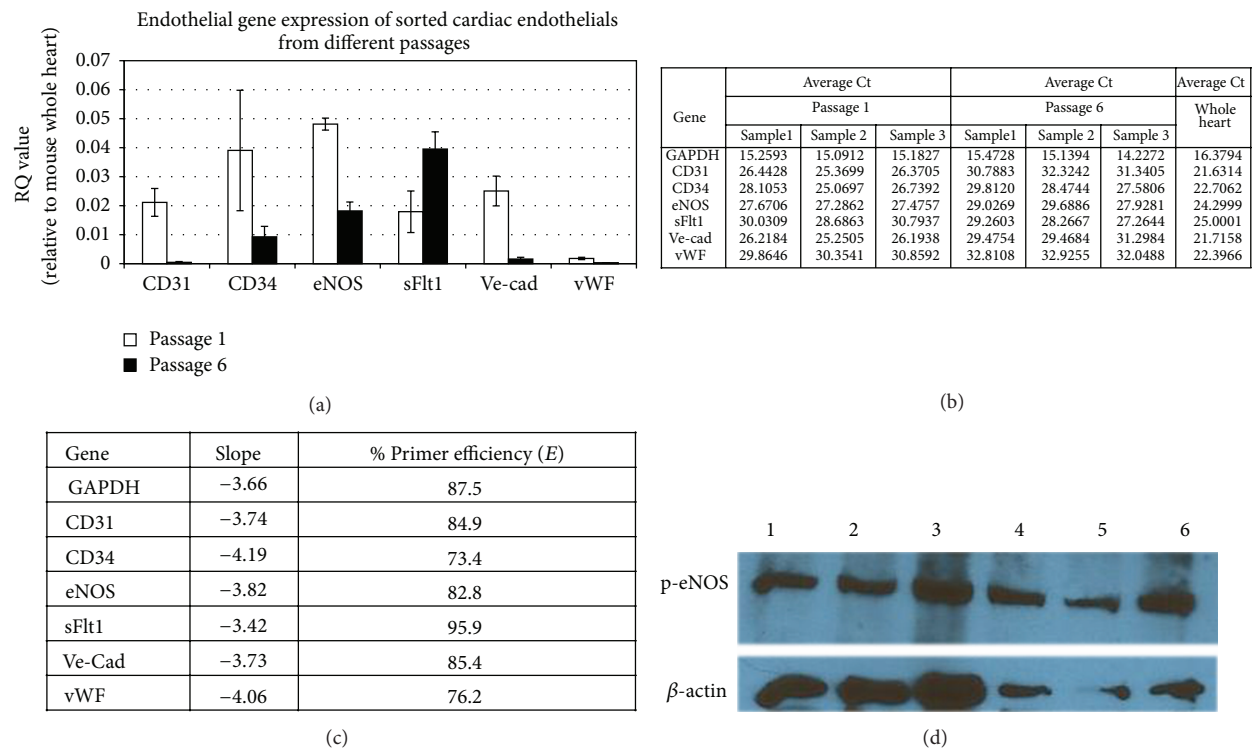 Endothelial gene expression of sorted cardiac endothelials
from different passages
RQ value
(relative to mouse whole heart)
0.07
0.06
0.05
0.04
0.03
0.02
0.01
0
CD31 CD34 eNOS sFlt1 Ve-cad vWF
Passage 1
Passage 6
(a)
Gene Average Ct Average Ct Average Ct
Passage 1 Passage 6 Whole heart
Sample1 Sample 2 Sample 3 Sample1 Sample 2 Sample 3
GAPDH 15.2593 15.0912 15.1827 15.4728 15.1394 14.2272 16.3794
CD31 26.4428 25.3699 26.3705 30.7883 32.3242 31.3405 21.6314
CD34 28.1053 25.0697 26.7392 29.8120 28.4744 27.5806 22.7062
eNOS 27.6706 27.2862 27.4757 29.0269 29.6886 27.9281 24.2999
sFlt1 30.0309 28.6863 30.7937 29.2603 28.2667 27.2644 25.0001
Ve-cad 26.2184 25.2505 26.1938 29.4754 29.4684 31.2984 21.7158
vWF 29.8646 30.3541 30.8592 32.8108 32.9255 32.0488 22.3966
(b)
Gene Slope % Primer efficiency (E)
GAPDH −3.66 87.5
CD31 −3.74 84.9
CD34 −4.19 73.4
eNOS −3.82 82.8
sFlt1 −3.42 95.9
Ve-Cad −3.73 85.4
vWF −4.06 76.2
(c)
1 2 3 4 5 6
p-eNOS
β-actin
(d)